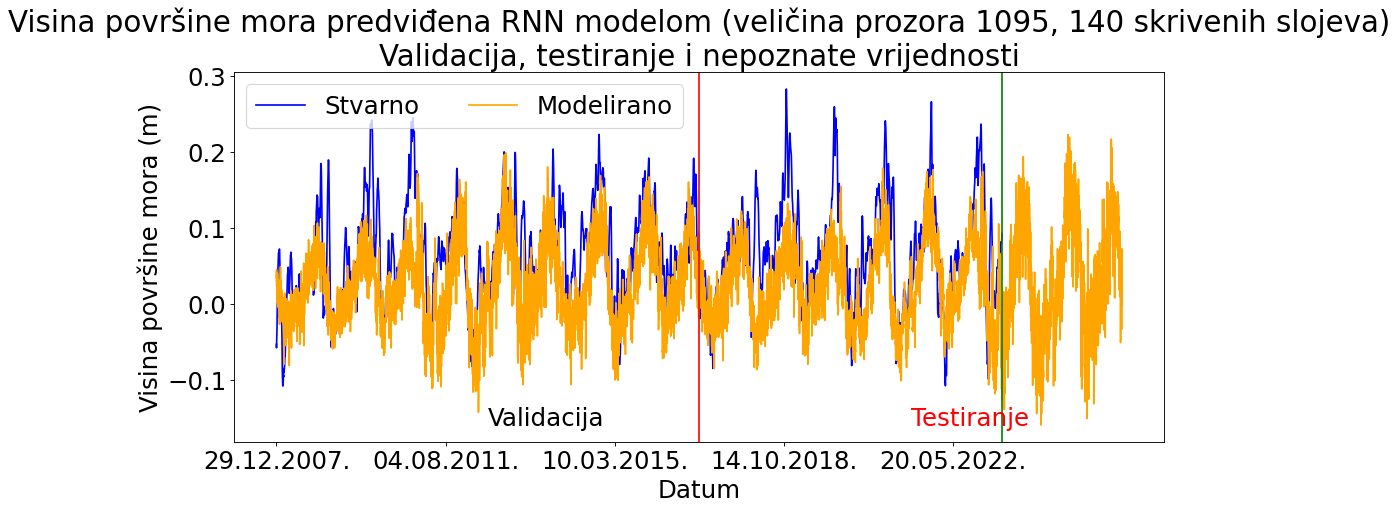 Visina površine mora predviđena RNN modelom (veličina prozora 1095, 140 skrivenih slojeva)
Validacija, testiranje i nepoznate vrijednosti
Stvarno
Modelirano
Visina površine mora (m)
0.3
0.2
0.1
0.0
−0.1
Validacija
Testiranje
29.12.2007.
04.08.2011.
10.03.2015.
14.10.2018.
20.05.2022.
Datum